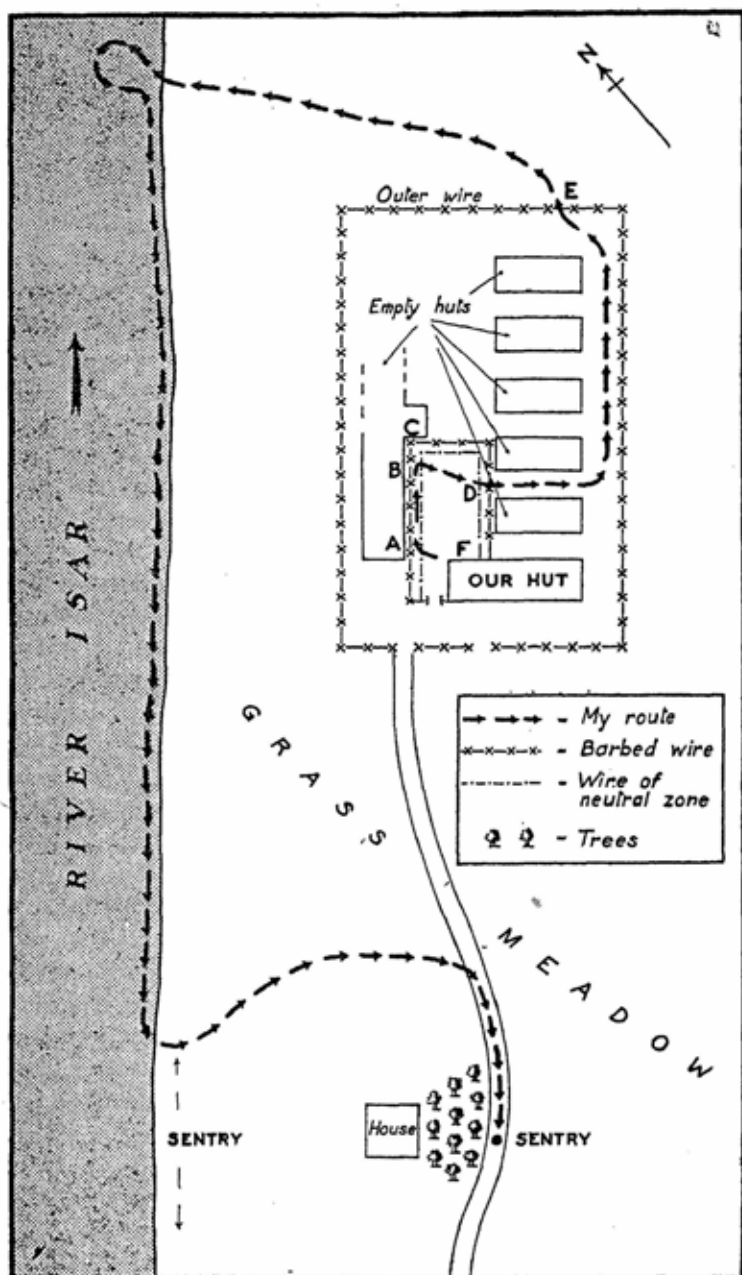 N
Outer wire
E
Empty huts
C
B
D
A
F
OUR HUT
RIVER ISAR
- My route
- Barbed wire
- Wire of
neutral zone
- Trees
GRASS
MEADOW
House
SENTRY
SENTRY